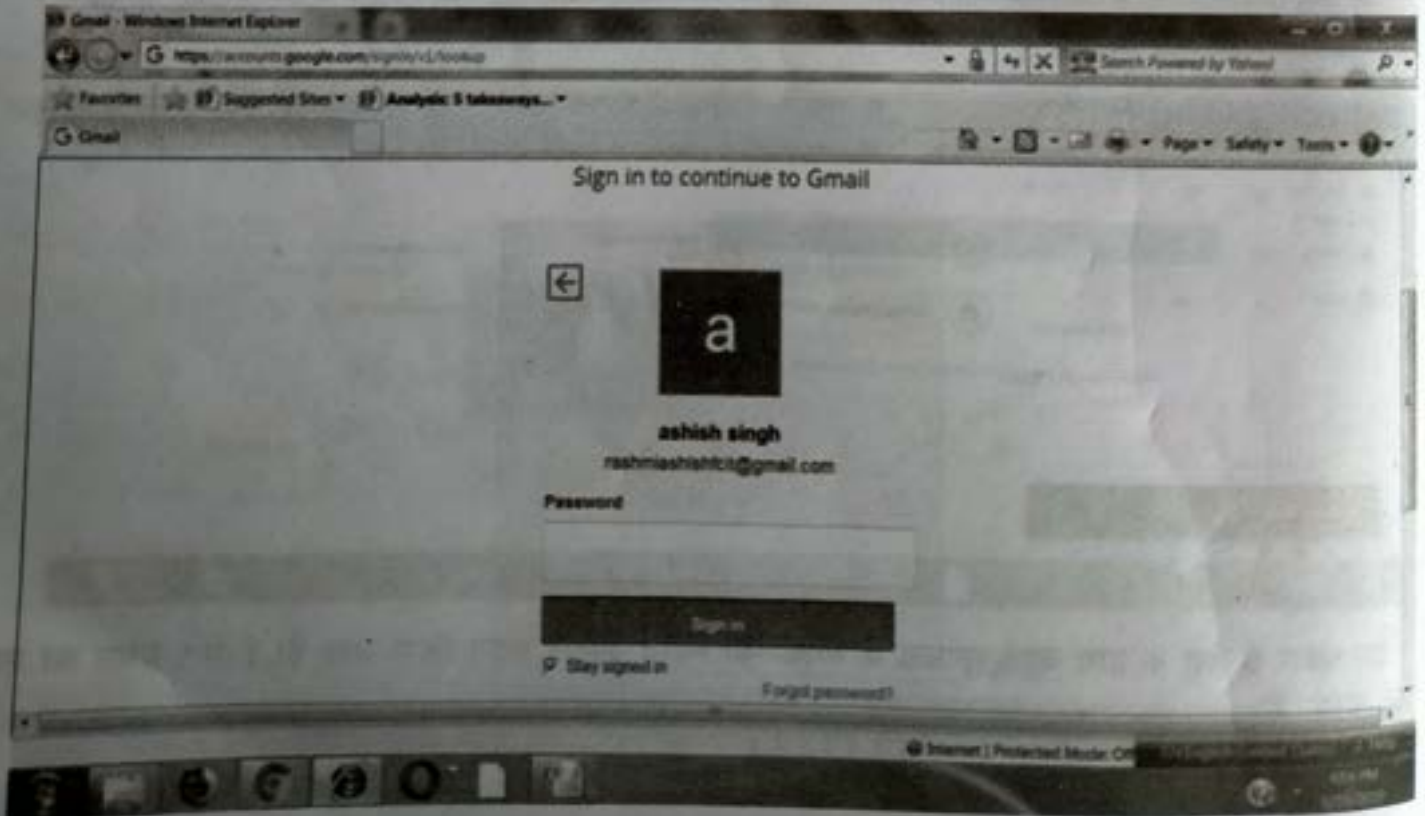 Gmail - Windows Internet Explorer
https://accounts.google.com/signin/v1/lookup
Search Powered by Yahoo!
Favorites Suggested Sites Analysis: 5 takeaways...
Gmail
Page Safety Tools
Sign in to continue to Gmail
a
ashish singh
rashmiashishfcit@gmail.com
Password
Sign in
Stay signed in
Forgot password?
Internet | Protected Mode: